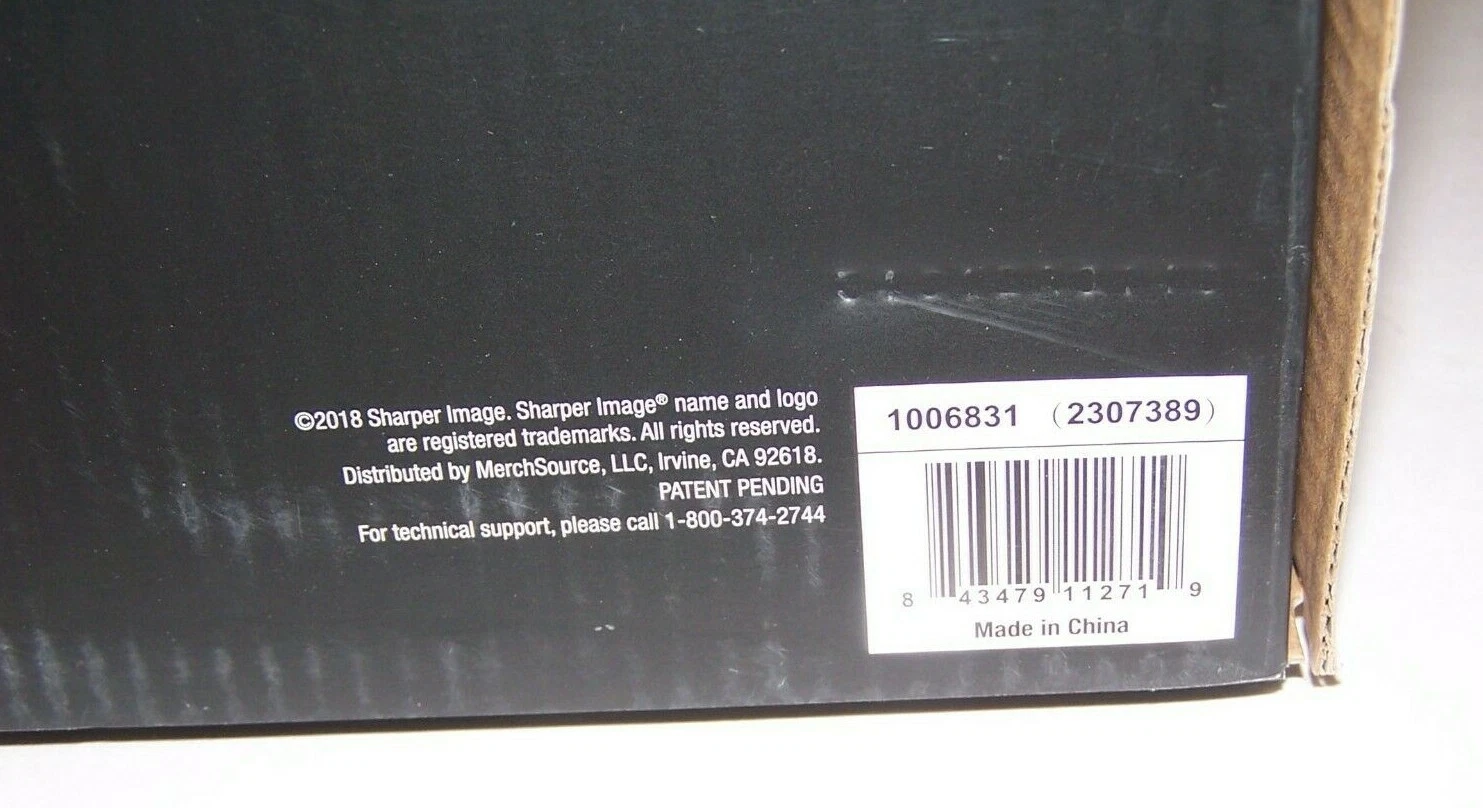 ©2018 Sharper Image. Sharper Image® name and logo
are registered trademarks. All rights reserved.
Distributed by MerchSource, LLC, Irvine, CA 92618.
PATENT PENDING
For technical support, please call 1-800-374-2744
1006831 (2307389)
8 43479 11271 9
Made in China